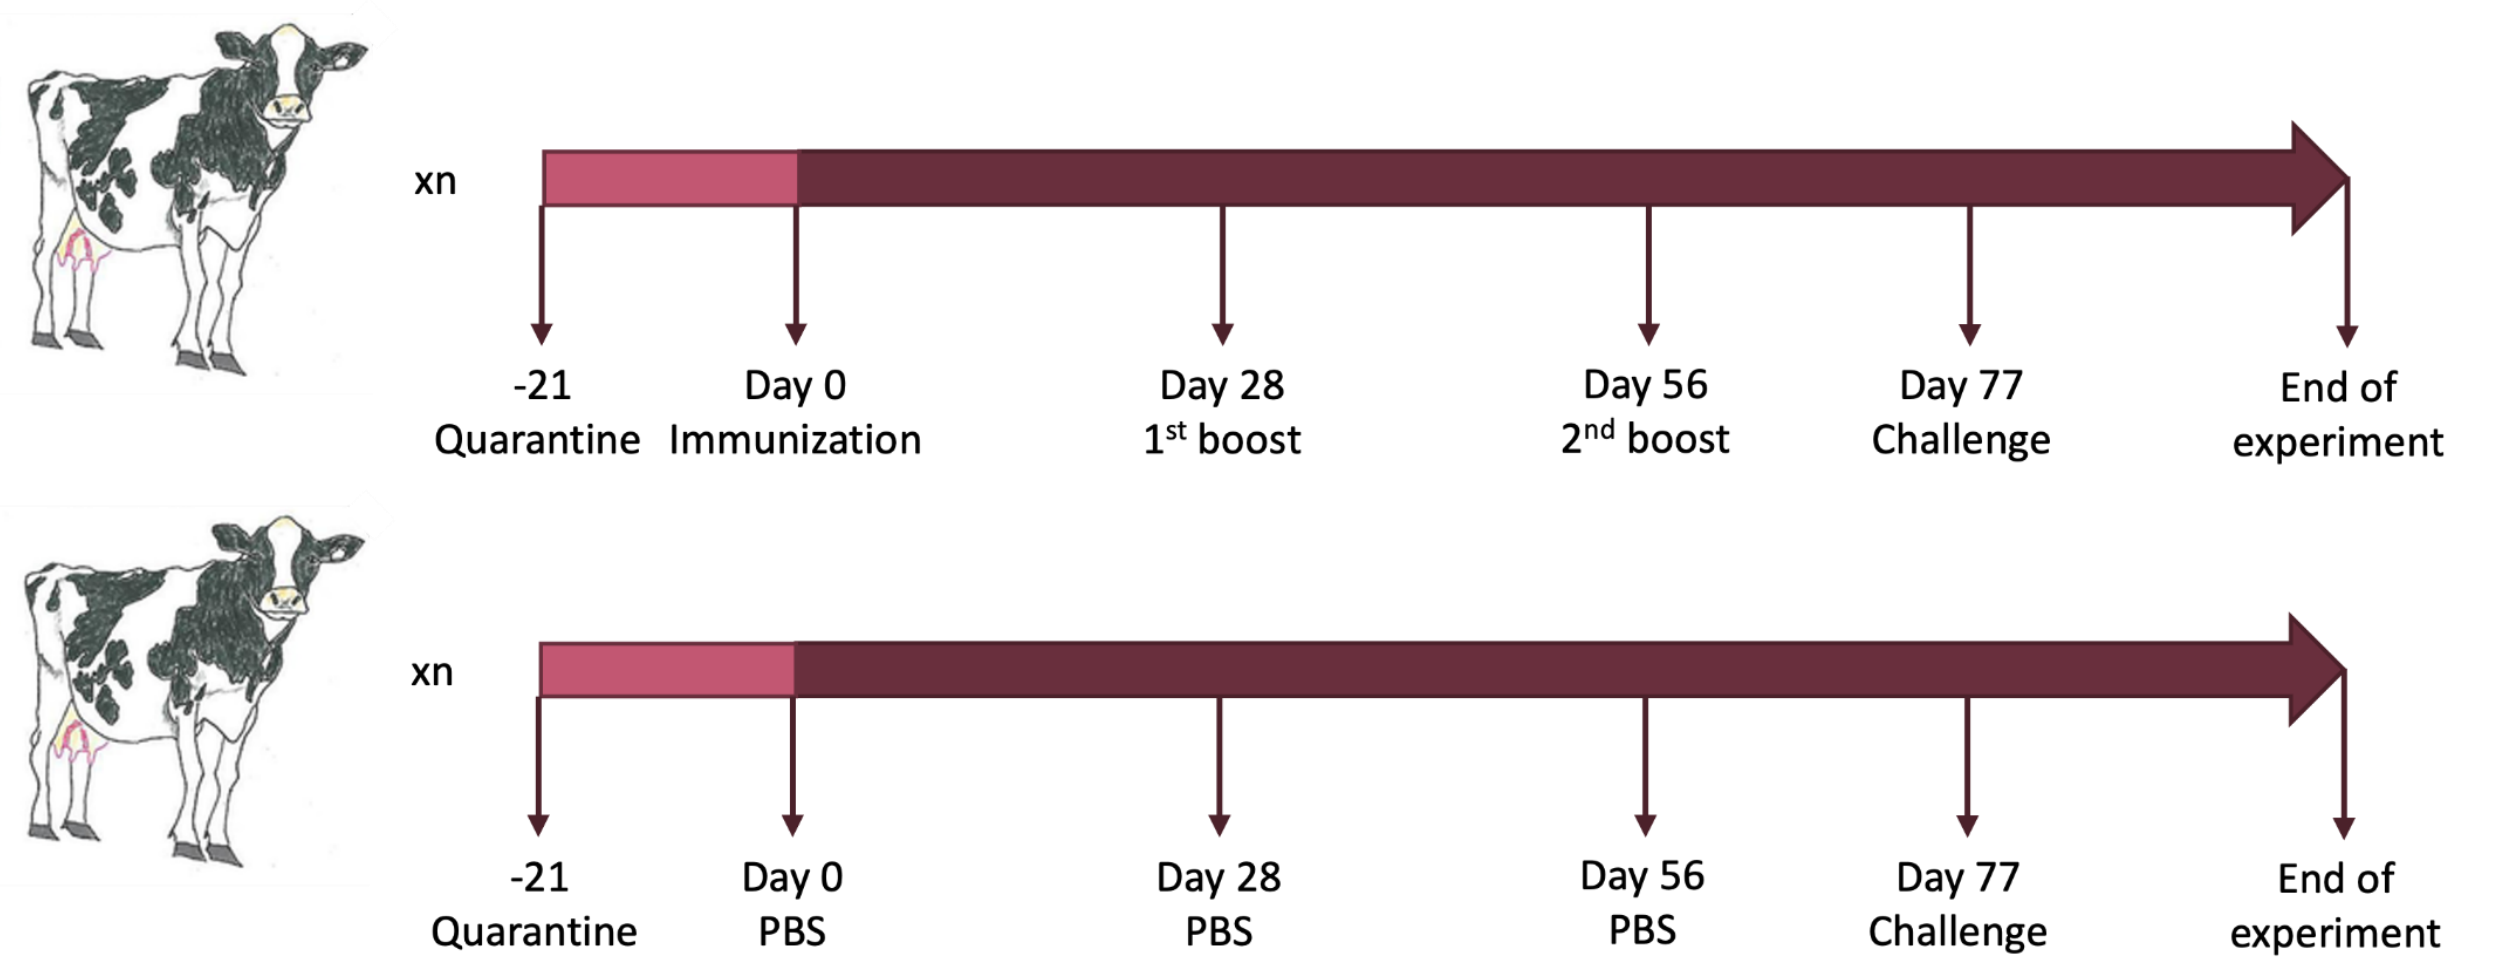 xn
-21
Quarantine
Day 0
Immunization
Day 28
1st boost
Day 56
2nd boost
Day 77
Challenge
End of
experiment
xn
-21
Quarantine
Day 0
PBS
Day 28
PBS
Day 56
PBS
Day 77
Challenge
End of
experiment